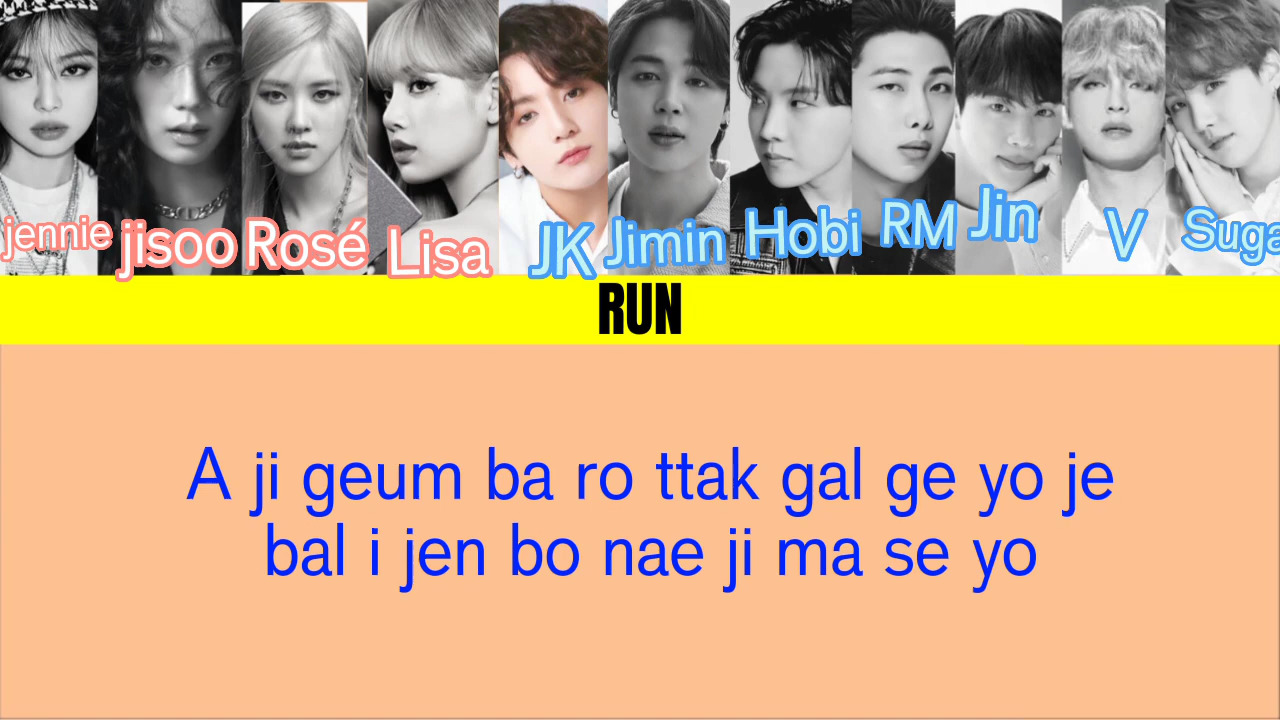 jennie jisoo Rosé Lisa JK Jimin Hobi RM Jin V Suga
RUN
A ji geum ba ro ttak gal ge yo je
bal i jen bo nae ji ma se yo